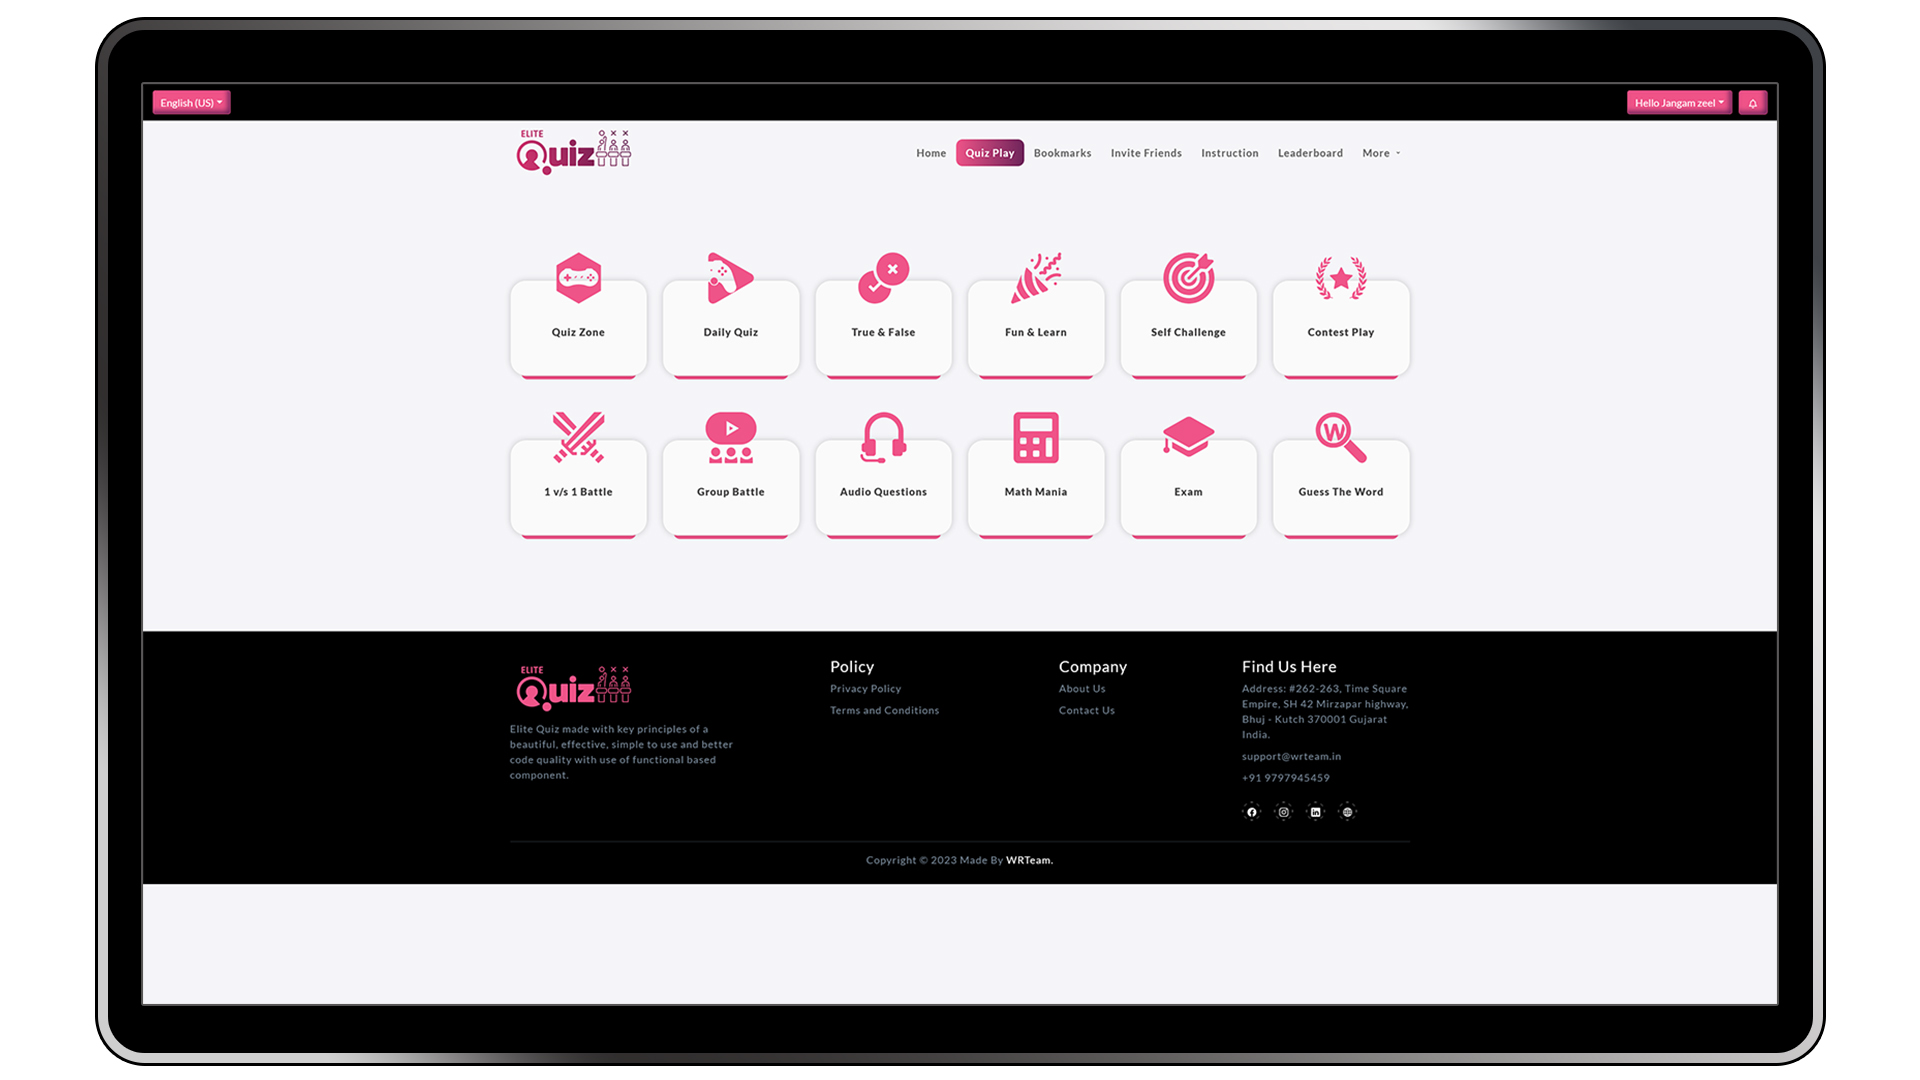 English (US)
Hello Jangam zeel
ELITE
Quiz
Home
Quiz Play
Bookmarks
Invite Friends
Instruction
Leaderboard
More
Quiz Zone
Daily Quiz
True & False
Fun & Learn
Self Challenge
Contest Play
W
1 v/s 1 Battle
Group Battle
Audio Questions
Math Mania
Exam
Guess The Word
ELITE
Quiz
Elite Quiz made with key principles of a
beautiful, effective, simple to use and better
code quality with use of functional based
component.
Policy
Privacy Policy
Terms and Conditions
Company
About Us
Contact Us
Find Us Here
Address: #262-263, Time Square
Empire, SH 42 Mirzapar highway,
Bhuj - Kutch 370001 Gujarat
India.
support@wrteam.in
+91 9797945459
Copyright © 2023 Made By WRTeam.